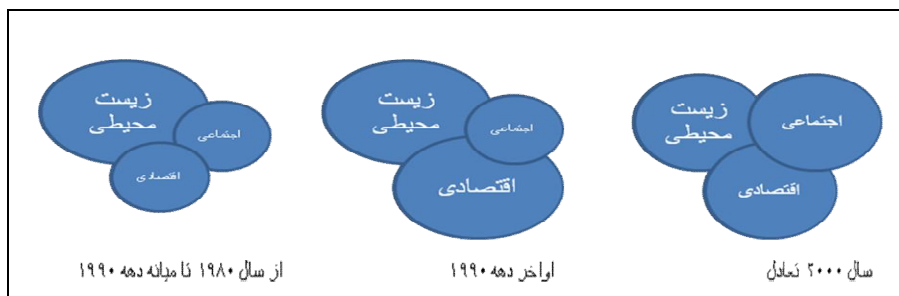 زیست
محیطی
اجتماعی
اقتصادی
از سال ۱۹۸۰ تا میانه دهه ۱۹۹۰
زیست
محیطی
اجتماعی
اقتصادی
اواخر دهه ۱۹۹۰
زیست
محیطی
اجتماعی
اقتصادی
سال ۲۰۰۰ تعادل